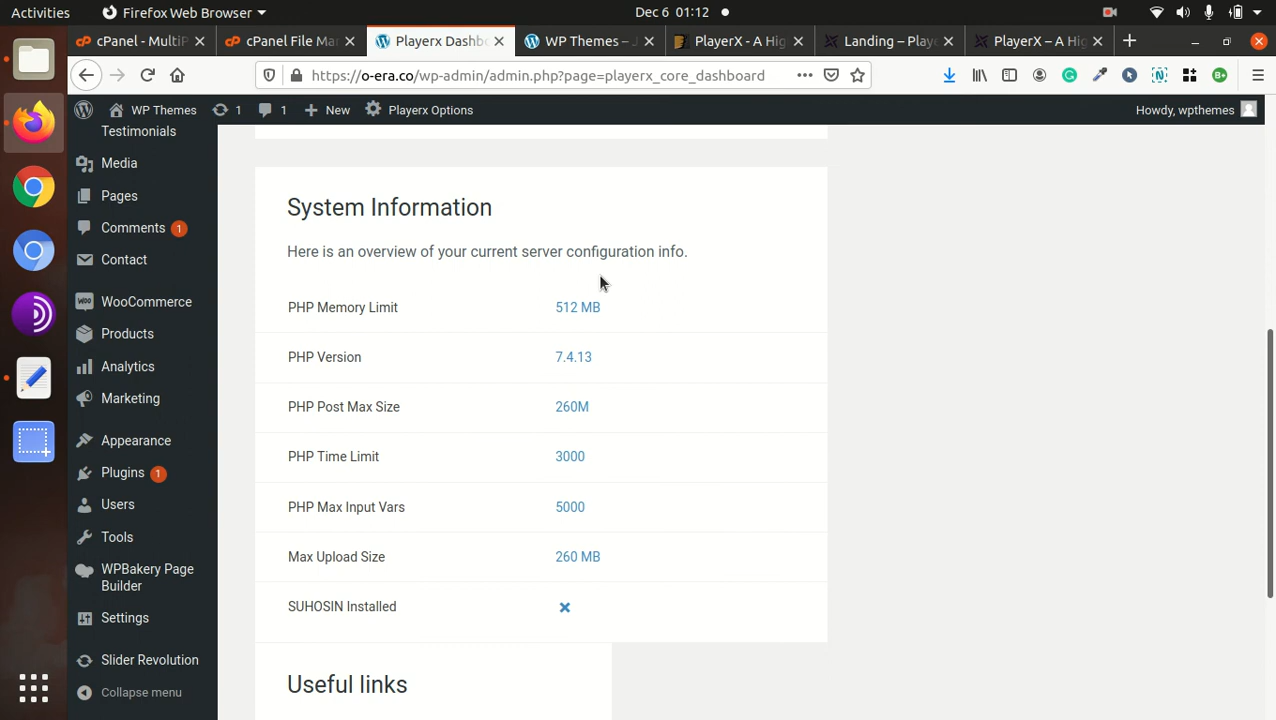 Activities
Firefox Web Browser
Dec 6 01:12
cPanel - MultiP
cPanel File Ma
Playerx Dashb
WP Themes –
PlayerX - A Hig
Landing – Play
PlayerX – A Hig
https://o-era.co/wp-admin/admin.php?page=playerx_core_dashboard
WP Themes
1
1
New
Playerx Options
Howdy, wpthemes
Testimonials
Media
Pages
Comments 1
Contact
WooCommerce
Products
Analytics
Marketing
Appearance
Plugins 1
Users
Tools
WPBakery Page
Builder
Settings
Slider Revolution
Collapse menu
System Information
Here is an overview of your current server configuration info.
PHP Memory Limit 512 MB
PHP Version 7.4.13
PHP Post Max Size 260M
PHP Time Limit 3000
PHP Max Input Vars 5000
Max Upload Size 260 MB
SUHOSIN Installed
Useful links